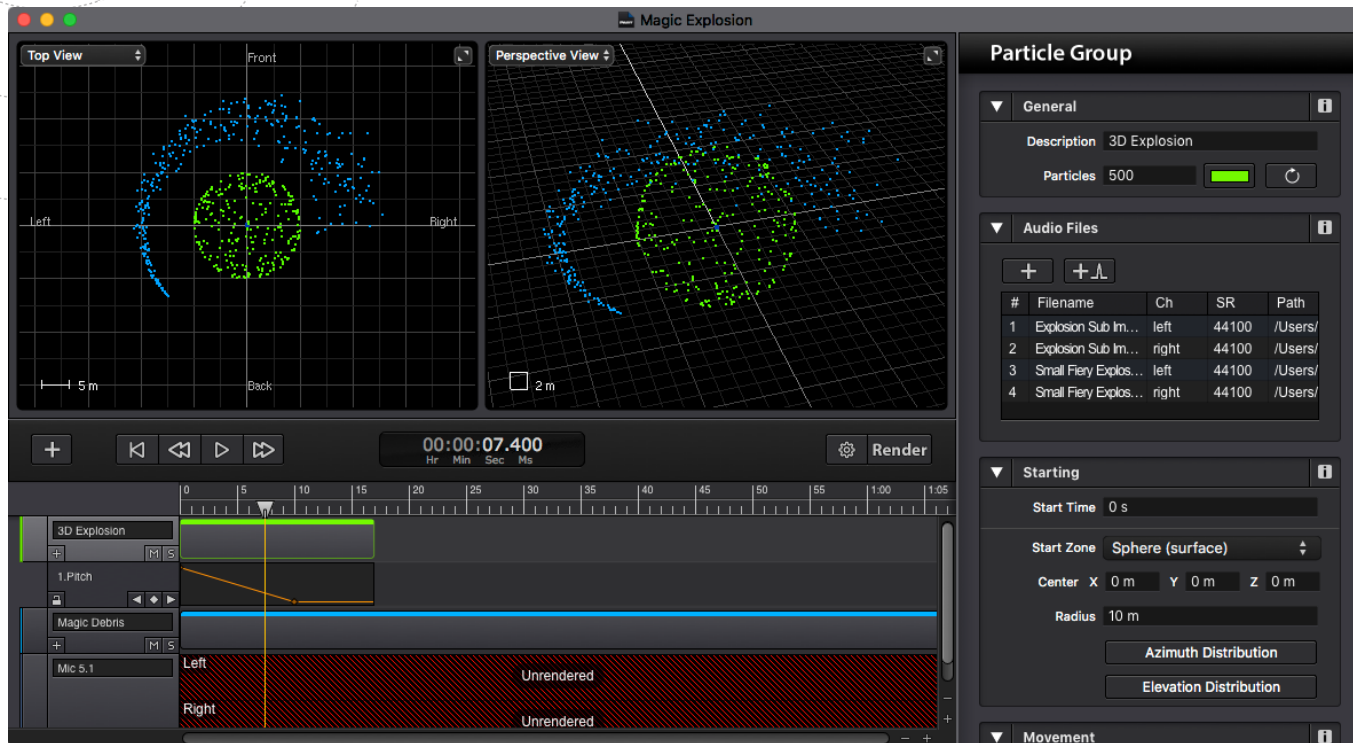 Magic Explosion
Top View
Front
Left
Right
Back
5 m
Perspective View
2 m
00:00:07.400
Hr Min Sec Ms
Render
0 5 10 15 20 25 30 35 40 45 50 55 1:00 1:05
3D Explosion
M S
1.Pitch
Magic Debris
M S
Mic 5.1
Left
Unrendered
Right
Unrendered
Particle Group
General
Description 3D Explosion
Particles 500
Audio Files
# Filename Ch SR Path
1 Explosion Sub Im... left 44100 /Users/
2 Explosion Sub Im... right 44100 /Users/
3 Small Fiery Explos... left 44100 /Users/
4 Small Fiery Explos... right 44100 /Users/
Starting
Start Time 0 s
Start Zone Sphere (surface)
Center X 0 m Y 0 m Z 0 m
Radius 10 m
Azimuth Distribution
Elevation Distribution
Movement